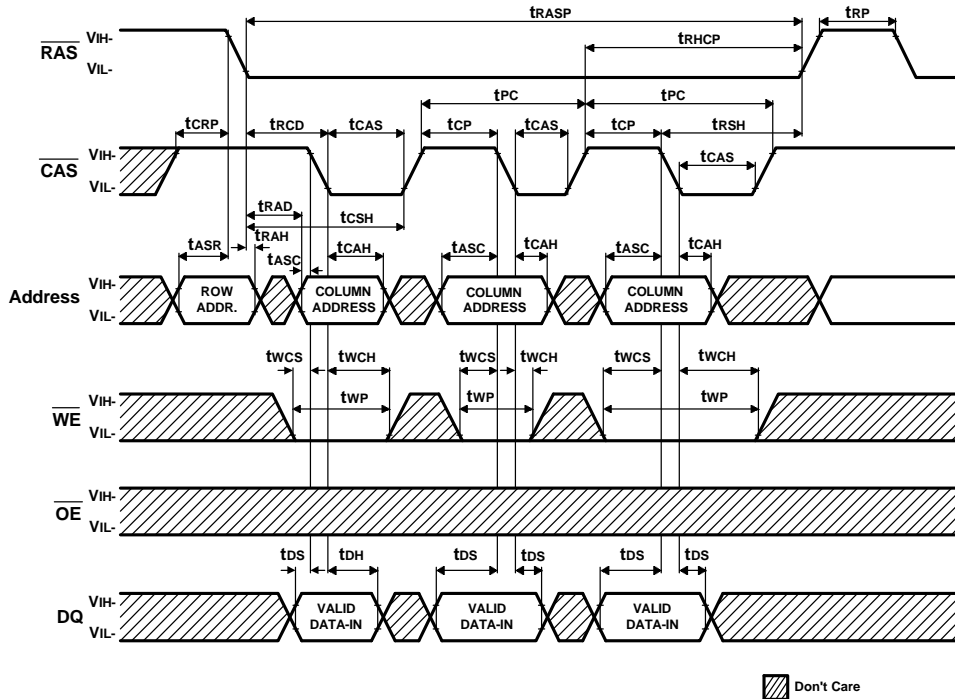 tRASP
tRP
tRHCP
RAS
VIH-
VIL-
tPC
tPC
tCRP
tRCD
tCAS
tCP
tCAS
tCP
tRSH
CAS
VIH-
VIL-
tCAS
tRAD
tCSH
tASR
tRAH
tASC
tCAH
tASC
tCAH
tASC
tCAH
Address
VIH-
VIL-
ROW
ADDR.
COLUMN
ADDRESS
COLUMN
ADDRESS
COLUMN
ADDRESS
tWCS
tWCH
tWCS
tWCH
tWCS
tWCH
WE
VIH-
VIL-
tWP
tWP
tWP
OE
VIH-
VIL-
tDS
tDH
tDS
tDS
tDS
tDS
DQ
VIH-
VIL-
VALID
DATA-IN
VALID
DATA-IN
VALID
DATA-IN
Don't Care